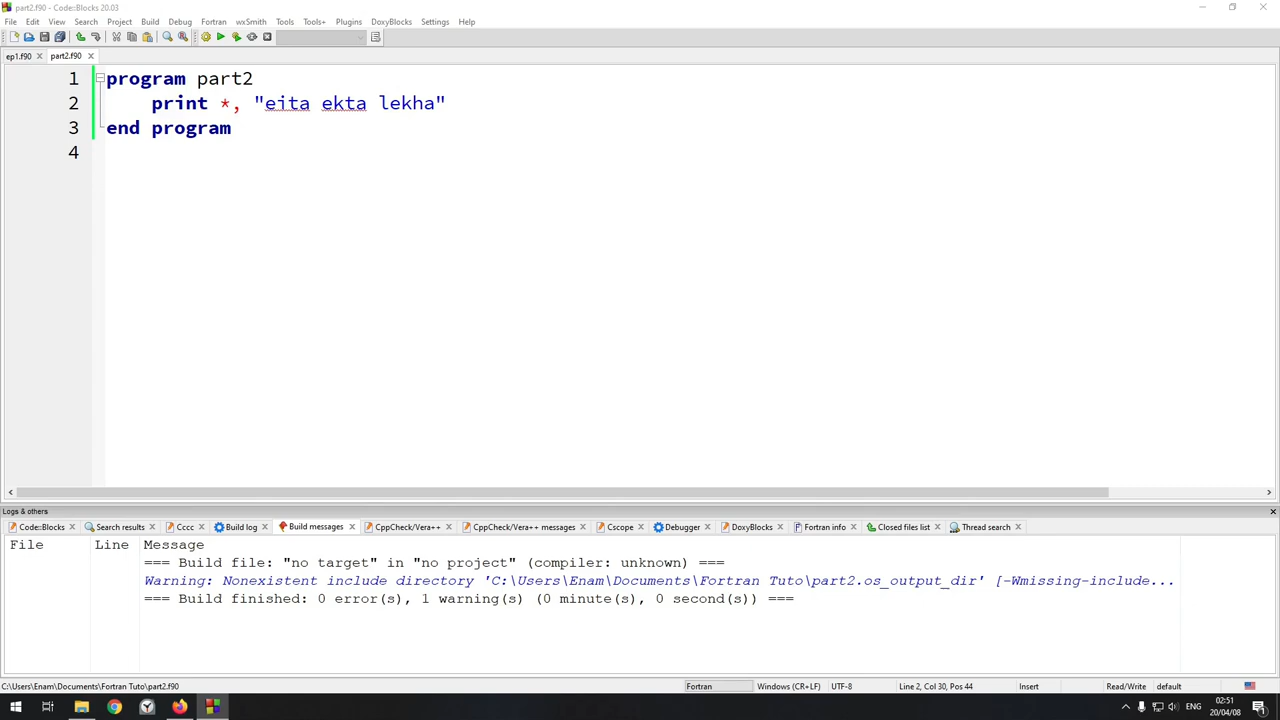 part2.f90 - Code::Blocks 20.03
File Edit View Search Project Build Debug Fortran wxSmith Tools Tools+ Plugins DoxyBlocks Settings Help
ep1.f90 part2.f90
1 program part2
2 print *, "eita ekta lekha"
3 end program
4
Logs & others
Code::Blocks Search results Cccc Build log Build messages CppCheck/Vera++ CppCheck/Vera++ messages Cscope Debugger DoxyBlocks Fortran info Closed files list Thread search
File Line Message
=== Build file: "no target" in "no project" (compiler: unknown) ===
Warning: Nonexistent include directory 'C:\Users\Enam\Documents\Fortran Tuto\part2.os_output_dir' [-Wmissing-include...
=== Build finished: 0 error(s), 1 warning(s) (0 minute(s), 0 second(s)) ===
C:\Users\Enam\Documents\Fortran Tuto\part2.f90 Fortran Windows (CR+LF) UTF-8 Line 2, Col 30, Pos 44 Insert Read/Write default
ENG 02:51
20/04/08 1